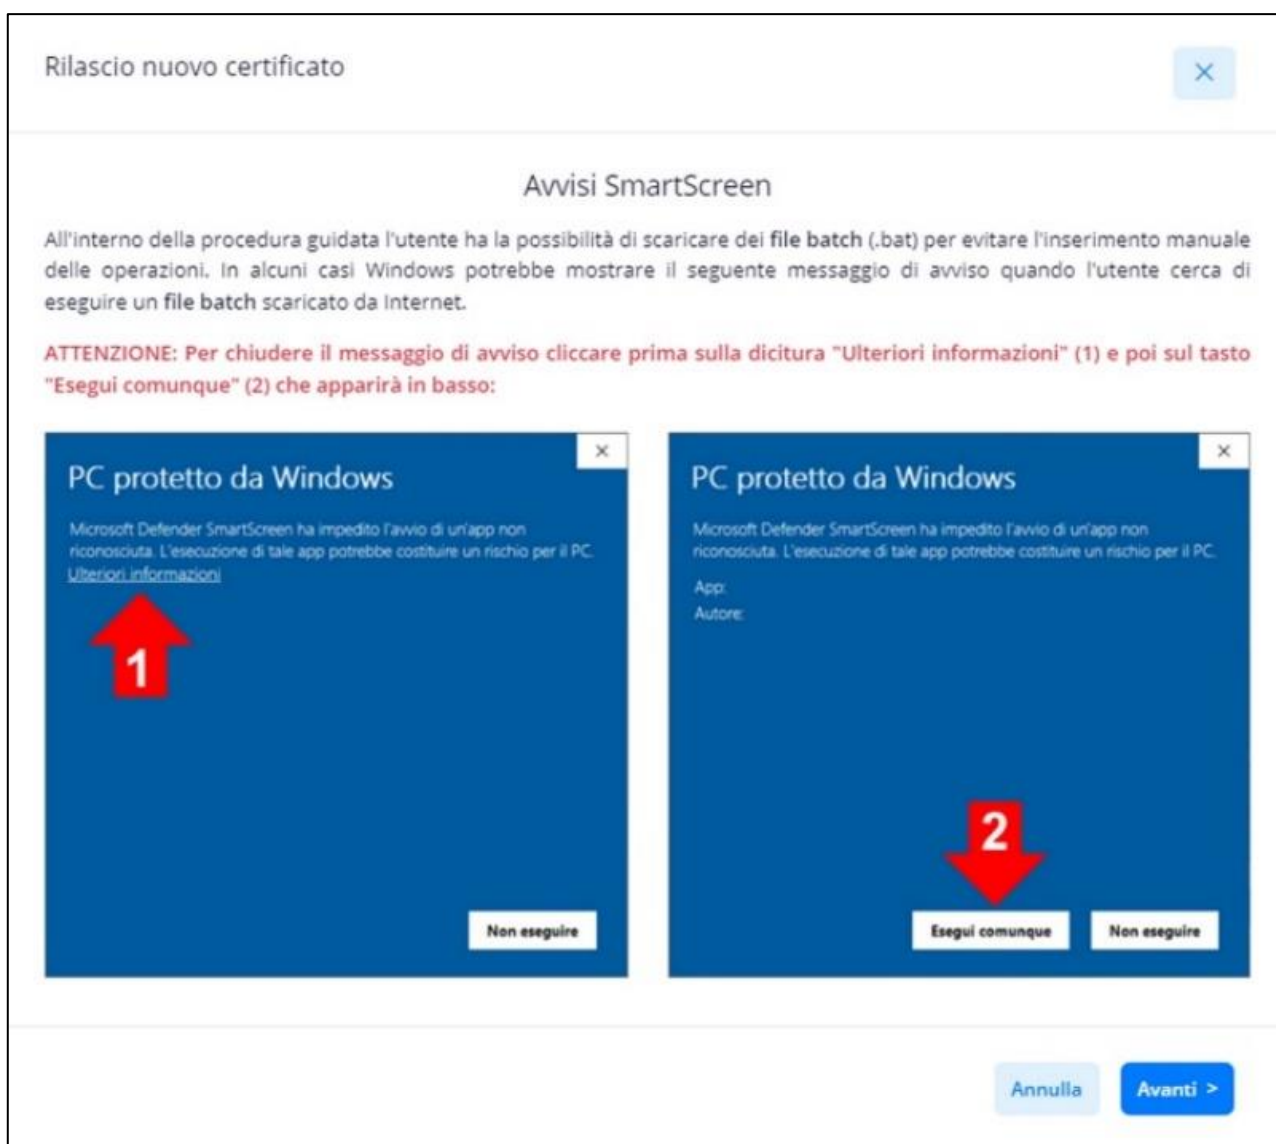 Rilascio nuovo certificato
Avvisi SmartScreen
All'interno della procedura guidata l'utente ha la possibilità di scaricare dei file batch (.bat) per evitare l'inserimento manuale
delle operazioni. In alcuni casi Windows potrebbe mostrare il seguente messaggio di avviso quando l'utente cerca di
eseguire un file batch scaricato da Internet.
ATTENZIONE: Per chiudere il messaggio di avviso cliccare prima sulla dicitura "Ulteriori informazioni" (1) e poi sul tasto
"Esegui comunque" (2) che apparirà in basso:
PC protetto da Windows
Microsoft Defender SmartScreen ha impedito l'avvio di un'app non
riconosciuta. L'esecuzione di tale app potrebbe costituire un rischio per il PC.
Ulteriori informazioni
1
Non eseguire
PC protetto da Windows
Microsoft Defender SmartScreen ha impedito l'avvio di un'app non
riconosciuta. L'esecuzione di tale app potrebbe costituire un rischio per il PC.
App:
Autore:
2
Esegui comunque
Non eseguire
Annulla
Avanti >